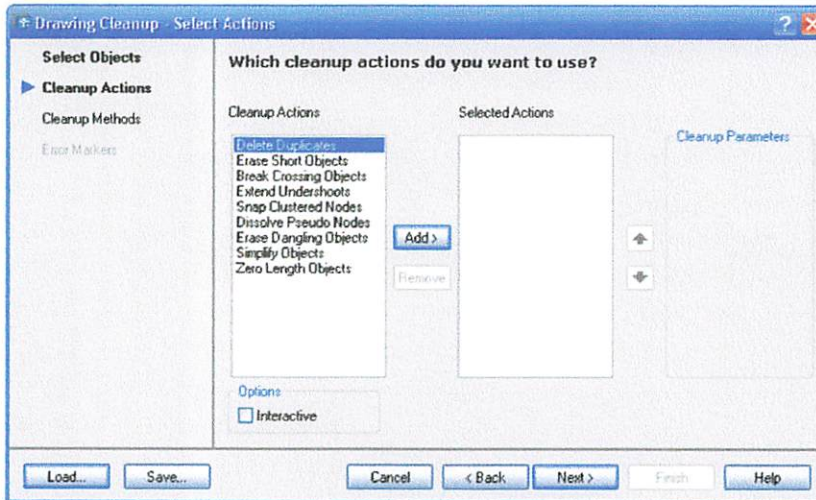 Drawing Cleanup - Select Actions
Select Objects
Cleanup Actions
Cleanup Methods
Error Markers
Which cleanup actions do you want to use?
Cleanup Actions
Delete Duplicates
Erase Short Objects
Break Crossing Objects
Extend Undershoots
Snap Clustered Nodes
Dissolve Pseudo Nodes
Erase Dangling Objects
Simplify Objects
Zero Length Objects
Add >
Remove
Selected Actions
Cleanup Parameters
Options
Interactive
Load... Save... Cancel < Back Next > Finish Help